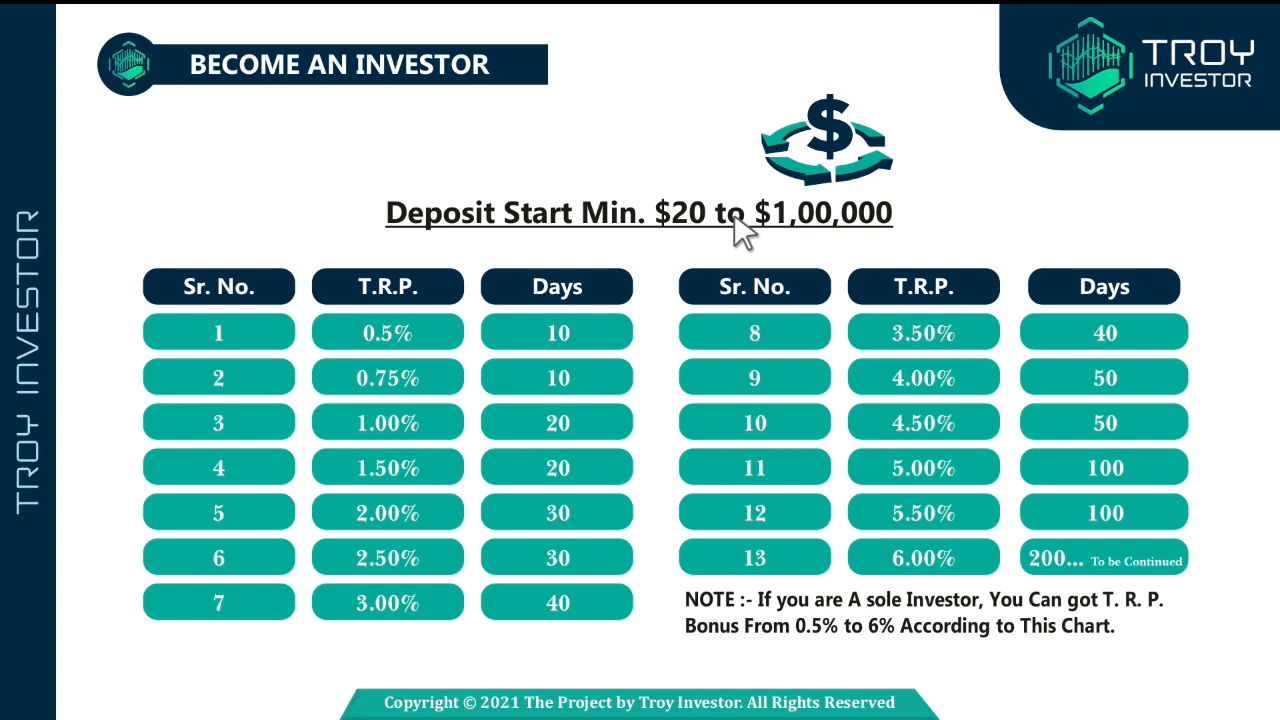 BECOME AN INVESTOR
TROY
INVESTOR
TROY INVESTOR
$
Deposit Start Min. $20 to $1,00,000
Sr. No. T.R.P. Days
1 0.5% 10
2 0.75% 10
3 1.00% 20
4 1.50% 20
5 2.00% 30
6 2.50% 30
7 3.00% 40
Sr. No. T.R.P. Days
8 3.50% 40
9 4.00% 50
10 4.50% 50
11 5.00% 100
12 5.50% 100
13 6.00% 200... To be Continued
NOTE :- If you are A sole Investor, You Can got T. R. P.
Bonus From 0.5% to 6% According to This Chart.
Copyright © 2021 The Project by Troy Investor. All Rights Reserved